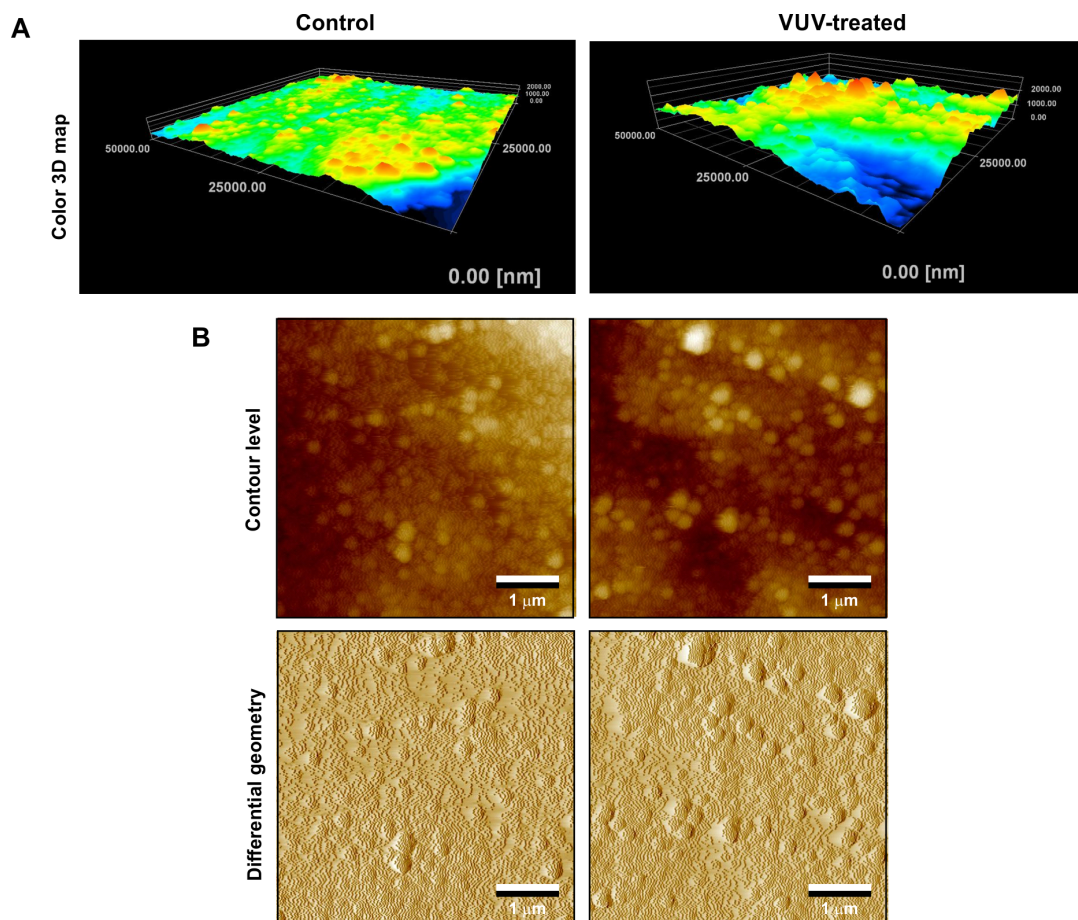 A
Control
VUV-treated
Color 3D map
2000.00
1000.00
0.00
50000.00
25000.00
25000.00
0.00 [nm]
2000.00
1000.00
0.00
50000.00
25000.00
25000.00
0.00 [nm]
B
Contour level
1 μm
1 μm
Differential geometry
1 μm
1 μm